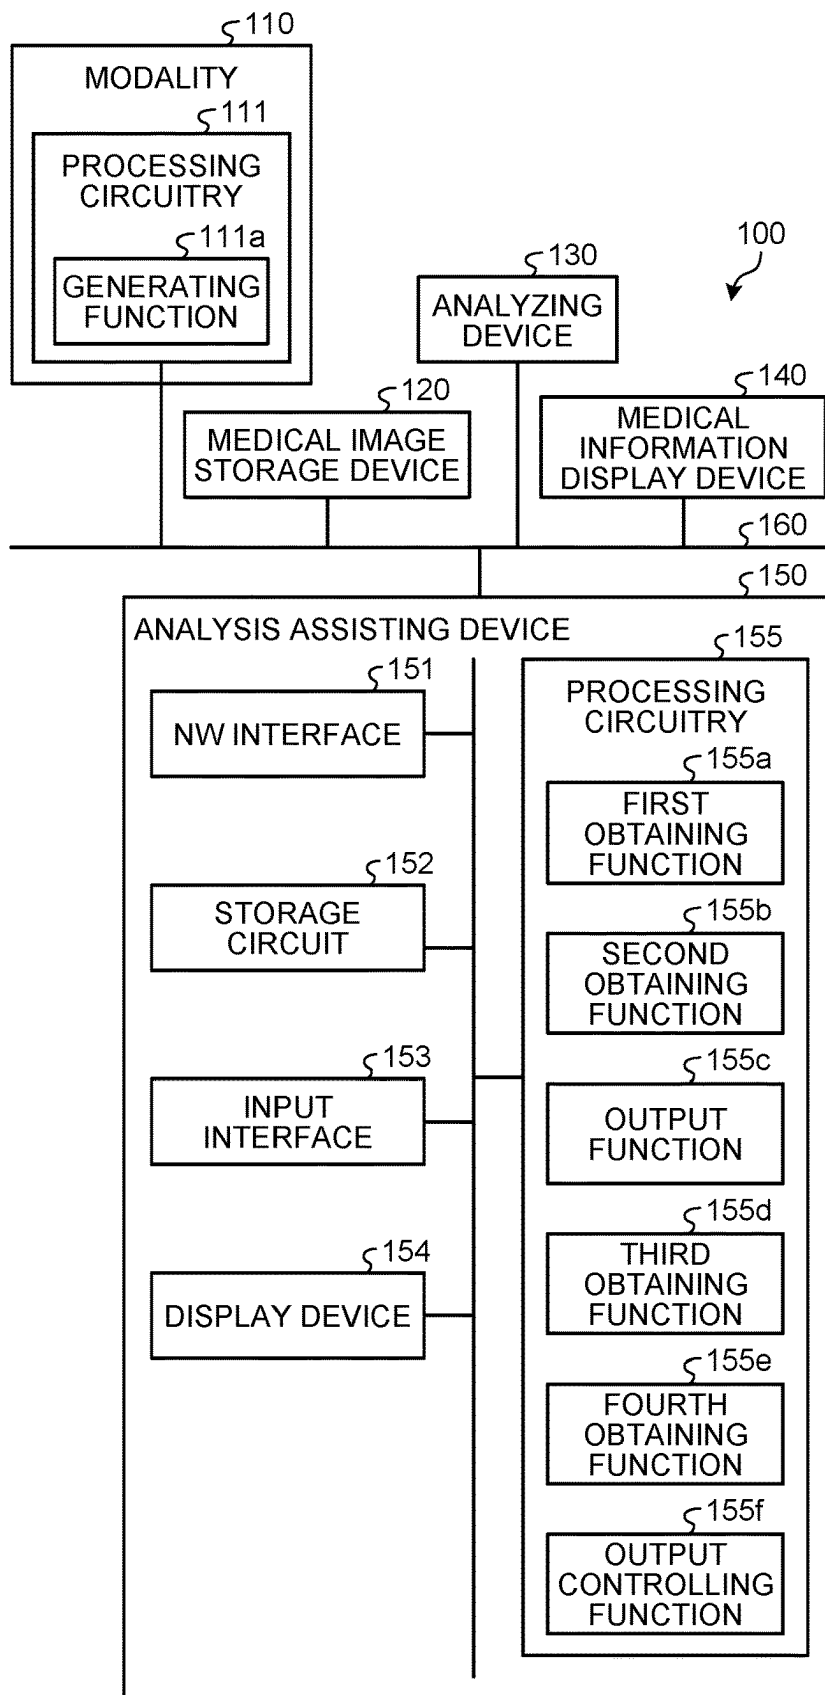 110
MODALITY
111
PROCESSING
CIRCUITRY
111a
GENERATING
FUNCTION
100
130
ANALYZING
DEVICE
120
MEDICAL IMAGE
STORAGE DEVICE
140
MEDICAL
INFORMATION
DISPLAY DEVICE
160
150
ANALYSIS ASSISTING DEVICE
151
NW INTERFACE
152
STORAGE
CIRCUIT
153
INPUT
INTERFACE
154
DISPLAY DEVICE
155
PROCESSING
CIRCUITRY
155a
FIRST
OBTAINING
FUNCTION
155b
SECOND
OBTAINING
FUNCTION
155c
OUTPUT
FUNCTION
155d
THIRD
OBTAINING
FUNCTION
155e
FOURTH
OBTAINING
FUNCTION
155f
OUTPUT
CONTROLLING
FUNCTION